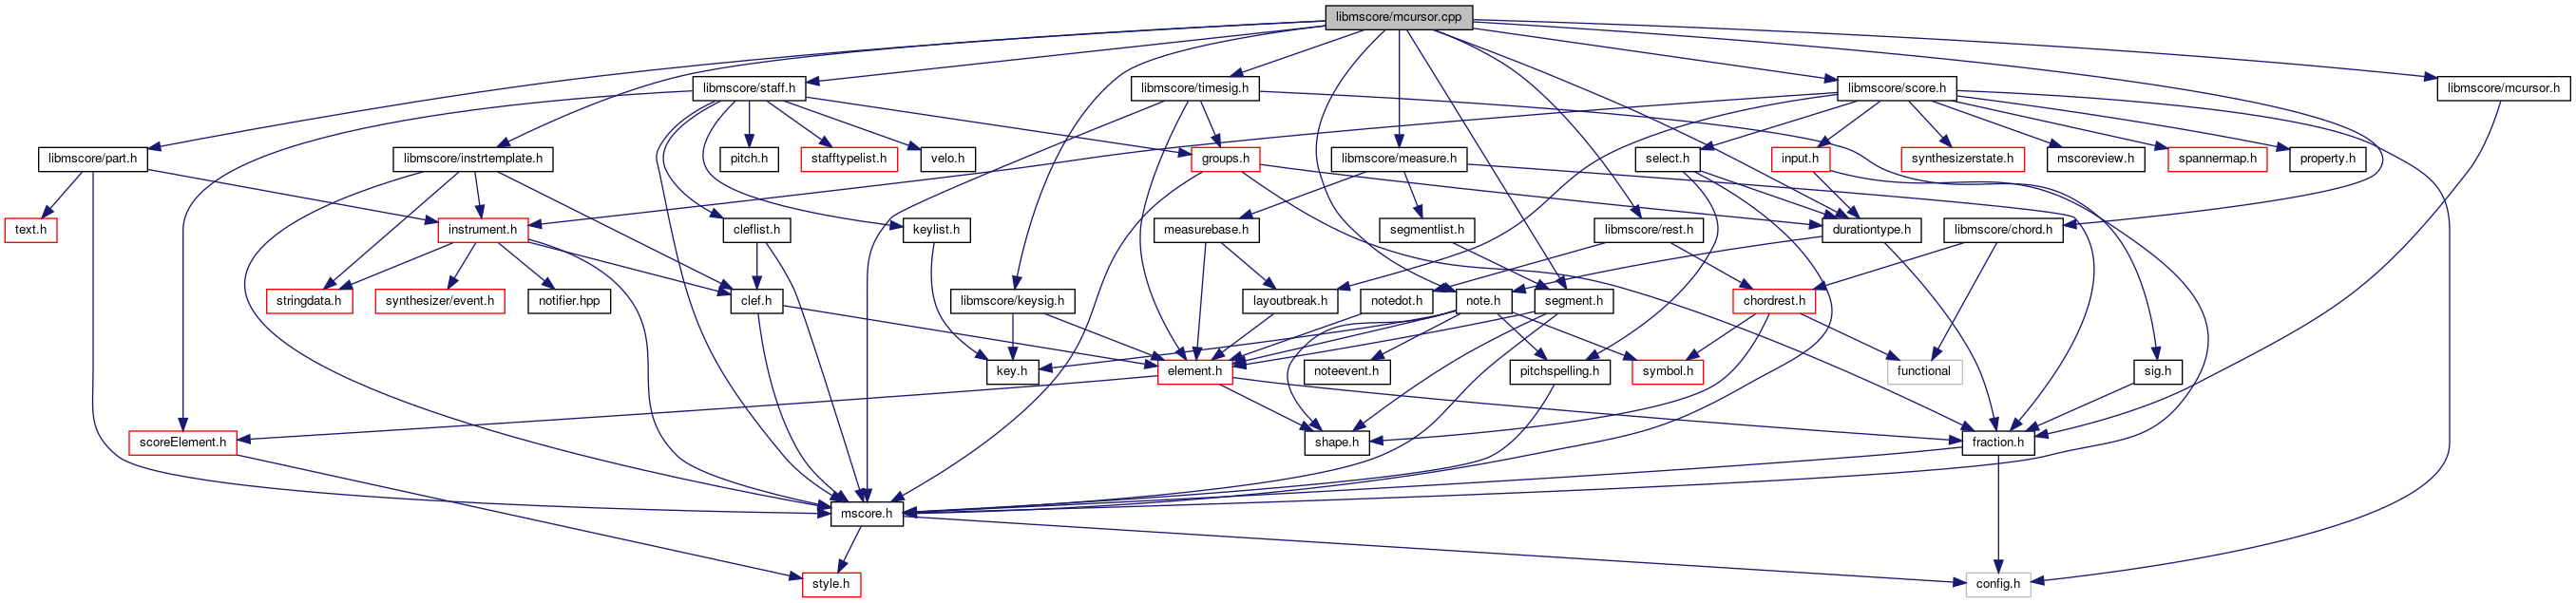 libmscore/mcursor.cpp
libmscore/staff.h
libmscore/timesig.h
libmscore/score.h
libmscore/mcursor.h
libmscore/part.h
libmscore/instrtemplate.h
pitch.h
stafftypelist.h
velo.h
groups.h
libmscore/measure.h
select.h
input.h
synthesizerstate.h
mscoreview.h
spannermap.h
property.h
text.h
instrument.h
cleflist.h
keylist.h
measurebase.h
segmentlist.h
libmscore/rest.h
durationtype.h
libmscore/chord.h
stringdata.h
synthesizer/event.h
notifier.hpp
clef.h
libmscore/keysig.h
layoutbreak.h
notedot.h
note.h
segment.h
chordrest.h
key.h
element.h
noteevent.h
pitchspelling.h
symbol.h
functional
sig.h
scoreElement.h
shape.h
fraction.h
mscore.h
style.h
config.h